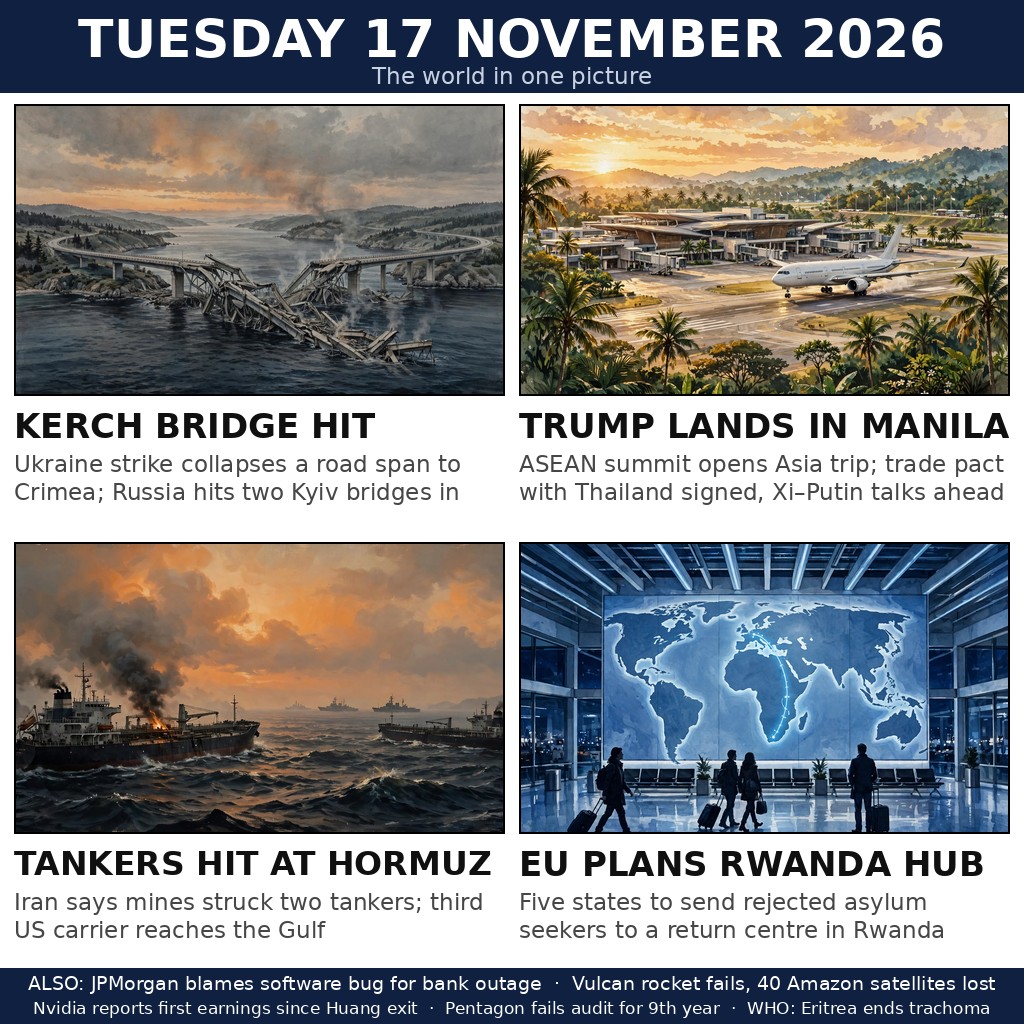 TUESDAY 17 NOVEMBER 2026
The world in one picture
KERCH BRIDGE HIT
Ukraine strike collapses a road span to
Crimea; Russia hits two Kyiv bridges in
TRUMP LANDS IN MANILA
ASEAN summit opens Asia trip; trade pact
with Thailand signed, Xi–Putin talks ahead
TANKERS HIT AT HORMUZ
Iran says mines struck two tankers; third
US carrier reaches the Gulf
EU PLANS RWANDA HUB
Five states to send rejected asylum
seekers to a return centre in Rwanda
ALSO: JPMorgan blames software bug for bank outage · Vulcan rocket fails, 40 Amazon satellites lost
Nvidia reports first earnings since Huang exit · Pentagon fails audit for 9th year · WHO: Eritrea ends trachoma